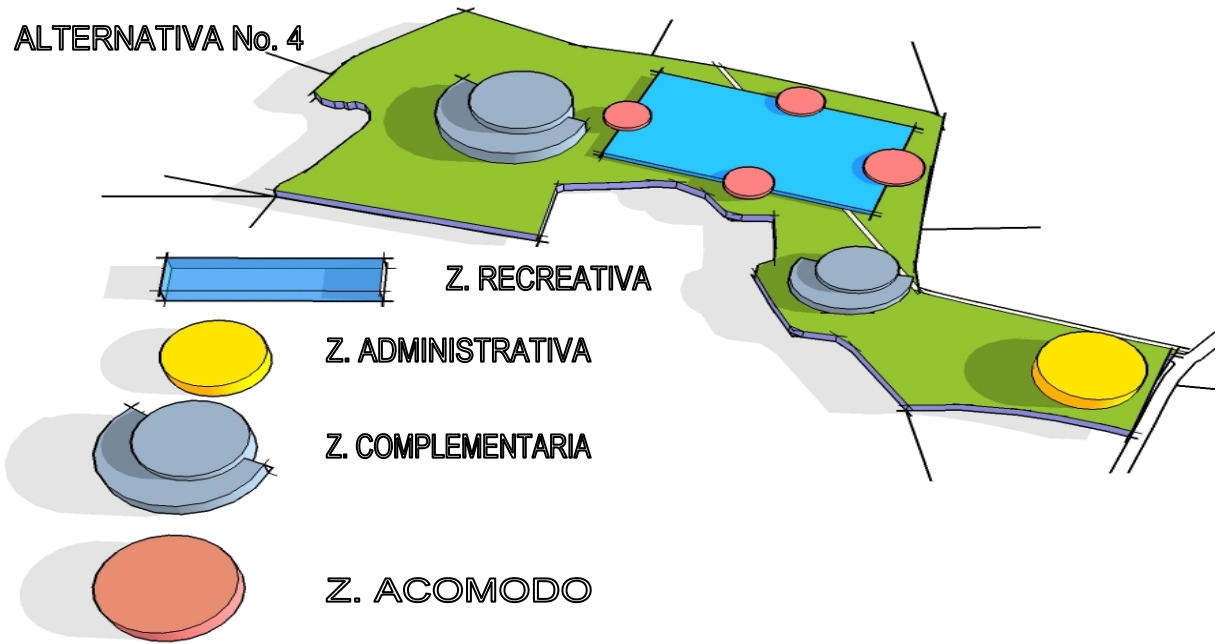 ALTERNATIVA No. 4
Z. RECREATIVA
Z. ADMINISTRATIVA
Z. COMPLEMENTARIA
Z. ACOMODO